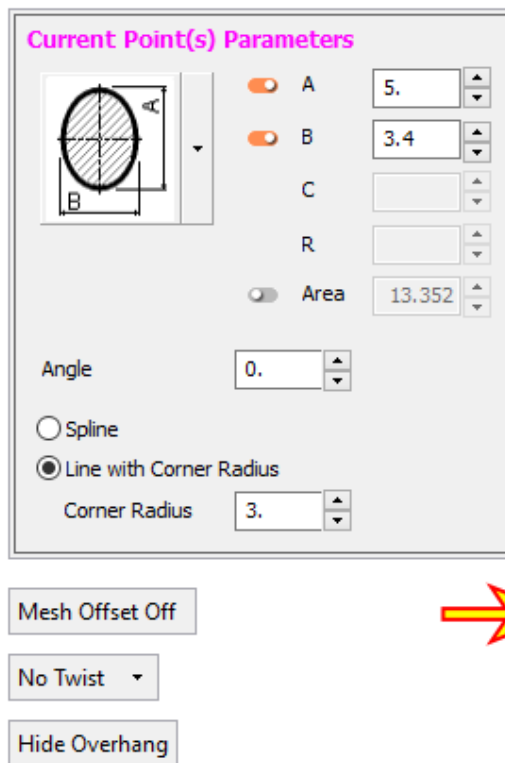 Current Point(s) Parameters
A
B
A 5.
B 3.4
C
R
Area 13.352
Angle 0.
Spline
Line with Corner Radius
Corner Radius 3.
Mesh Offset Off
No Twist
Hide Overhang